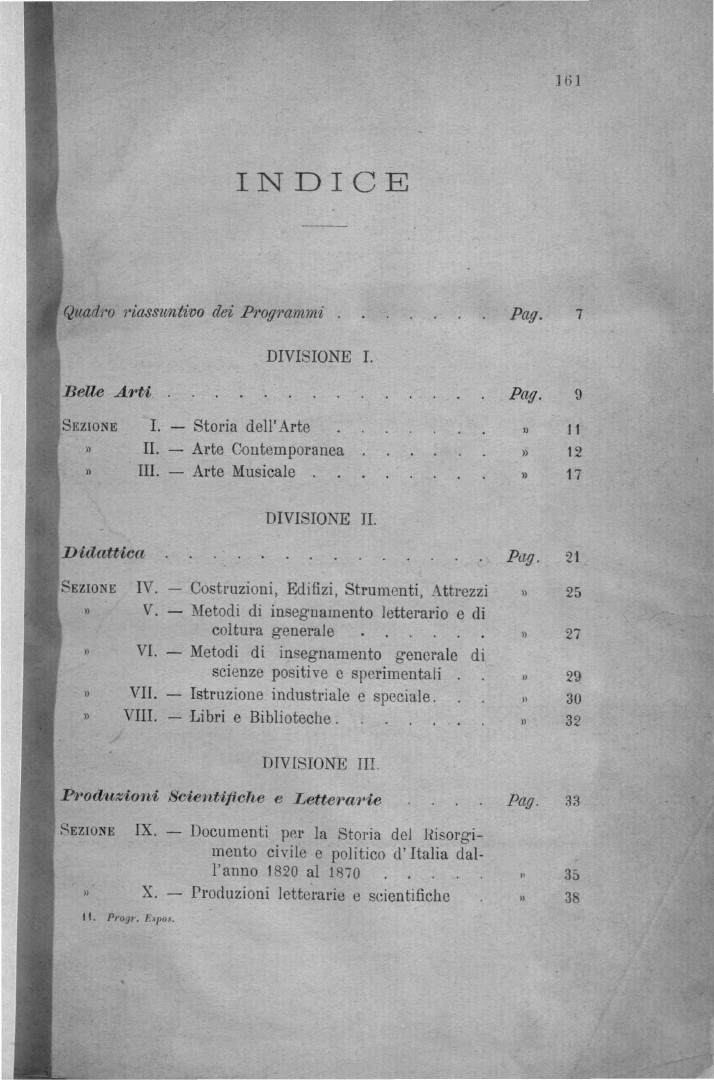 161
INDICE
Quadro riassuntivo dei Programmi . . . . . . . Pag. 7
DIVISIONE I.
Belle Arti . . . . . . . . . . . . . . Pag. 9
SEZIONE I. — Storia dell'Arte . . . . . . . » 11
» II. — Arte Contemporanea . . . . . . » 12
» III. — Arte Musicale . . . . . . . . » 17
DIVISIONE II.
Didattica . . . . . . . . . . . . . . Pag. 21
SEZIONE IV. — Costruzioni, Edifizi, Strumenti, Attrezzi » 25
» V. — Metodi di insegnamento letterario e di
coltura generale . . . . . . » 27
» VI. — Metodi di insegnamento generale di
scienze positive e sperimentali . . » 29
» VII. — Istruzione industriale e speciale. . . » 30
» VIII. — Libri e Biblioteche. . . . . . . » 32
DIVISIONE III.
Produzioni Scientifiche e Letterarie . . . . Pag. 33
SEZIONE IX. — Documenti per la Storia del Risorgi-
mento civile e politico d'Italia dal-
l'anno 1820 al 1870 . . . . . » 35
» X. — Produzioni letterarie e scientifiche . » 38
11. Progr. Espos.